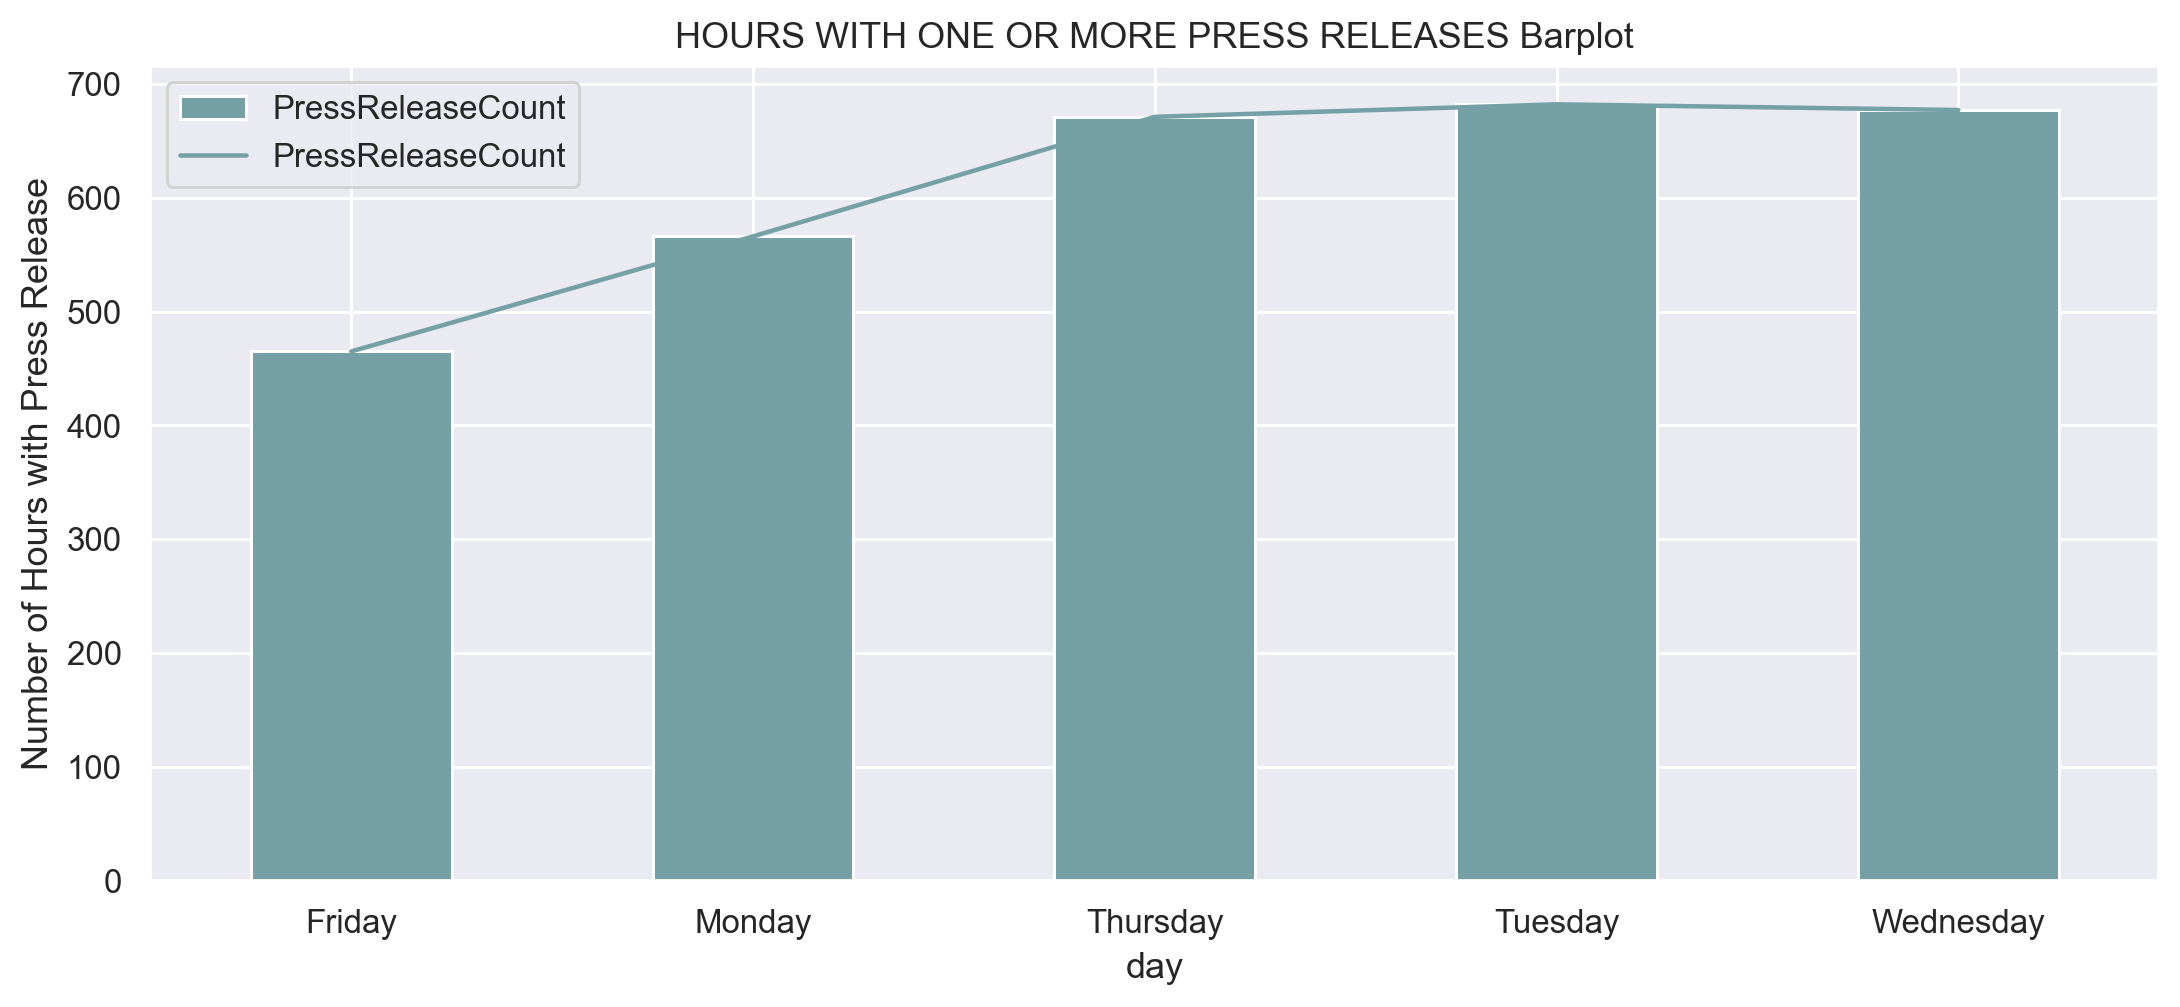 HOURS WITH ONE OR MORE PRESS RELEASES Barplot
PressReleaseCount
PressReleaseCount
Number of Hours with Press Release
700
600
500
400
300
200
100
0
Friday
Monday
Thursday
Tuesday
Wednesday
day